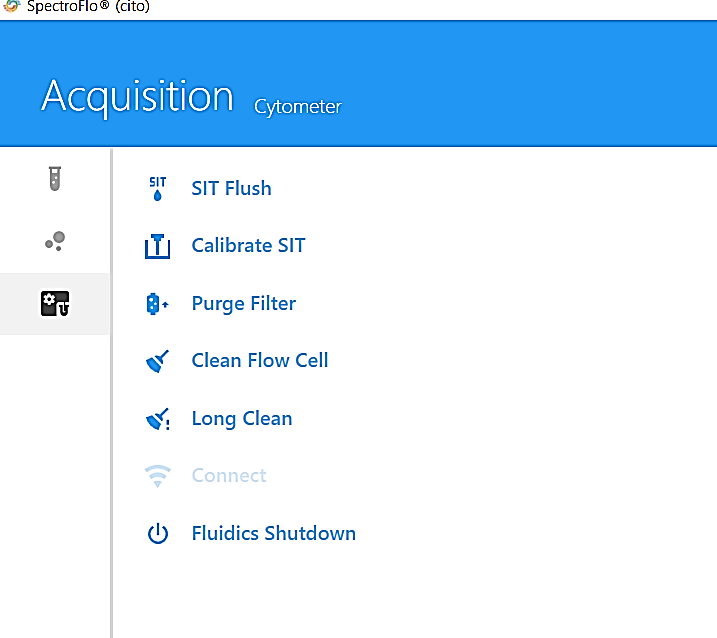 SpectroFlo® (cito)
Acquisition Cytometer
SIT SIT Flush
Calibrate SIT
Purge Filter
Clean Flow Cell
Long Clean
Connect
Fluidics Shutdown